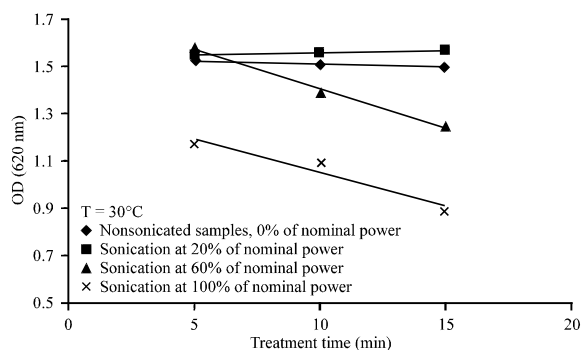 1.7
1.5
1.3
1.1
0.9
0.7
0.5
OD (620 nm)
T = 30°C
Nonsonicated samples, 0% of nominal power
Sonication at 20% of nominal power
Sonication at 60% of nominal power
Sonication at 100% of nominal power
0 5 10 15 20
Treatment time (min)